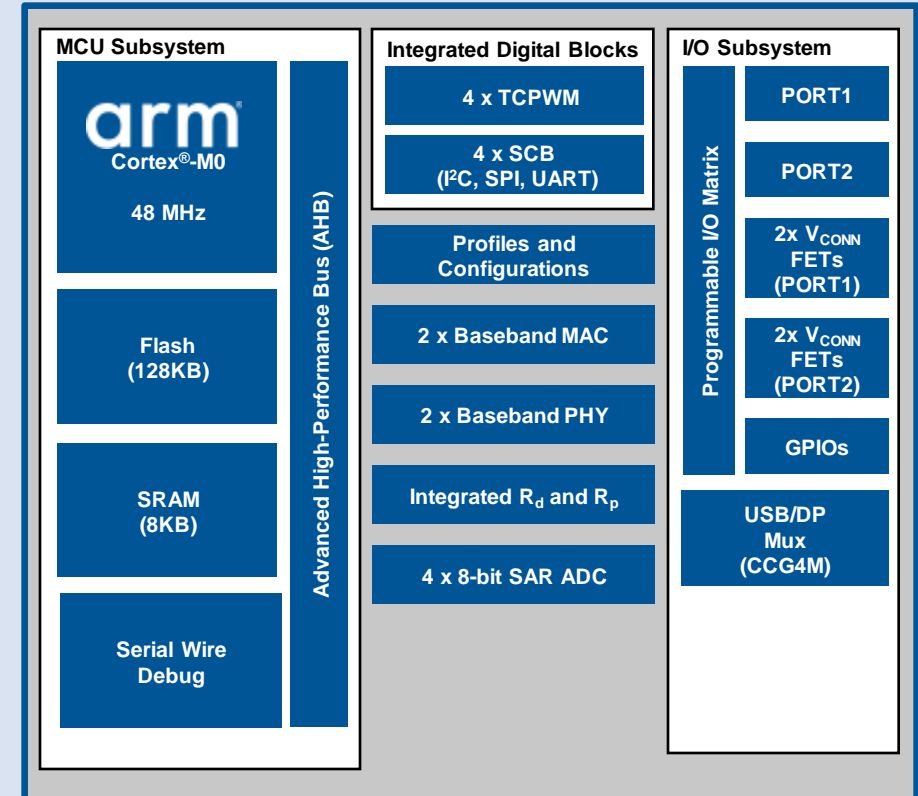 MCU Subsystem
arm®
Cortex®-M0
48 MHz
Flash
(128KB)
SRAM
(8KB)
Serial Wire
Debug
Advanced High-Performance Bus (AHB)
Integrated Digital Blocks
4 x TCPWM
4 x SCB
(I²C, SPI, UART)
Profiles and
Configurations
2 x Baseband MAC
2 x Baseband PHY
Integrated Rd and Rp
4 x 8-bit SAR ADC
I/O Subsystem
Programmable I/O Matrix
PORT1
PORT2
2x VCONN
FETs
(PORT1)
2x VCONN
FETs
(PORT2)
GPIOs
USB/DP
Mux
(CCG4M)